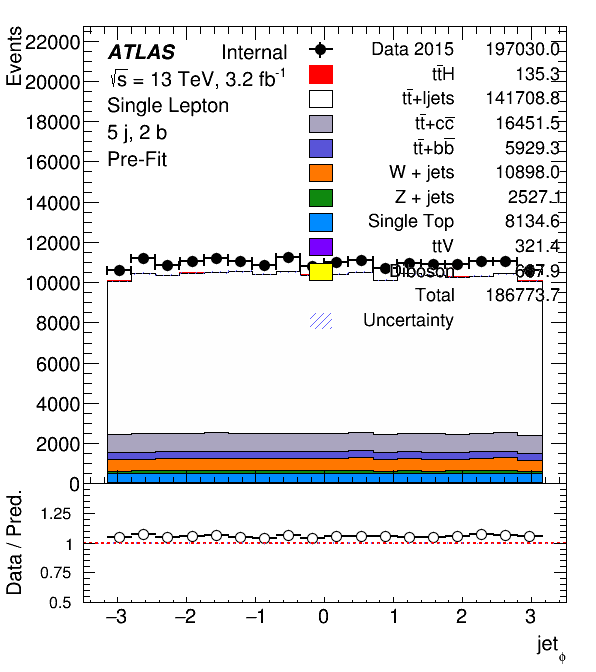 Events
22000
20000
18000
16000
14000
12000
10000
8000
6000
4000
2000
0
ATLAS Internal
√s = 13 TeV, 3.2 fb⁻¹
Single Lepton
5 j, 2 b
Pre-Fit
Data 2015 197030.0
tt̄H 135.3
tt̄+ljets 141708.8
tt̄+cc̄ 16451.5
tt̄+bb̄ 5929.3
W + jets 10898.0
Z + jets 2527.1
Single Top 8134.6
ttV 321.4
Diboson 7.9
Total 186773.7
Uncertainty
Data / Pred.
1.25
1
0.75
0.5
−3 −2 −1 0 1 2 3
jet_ϕ